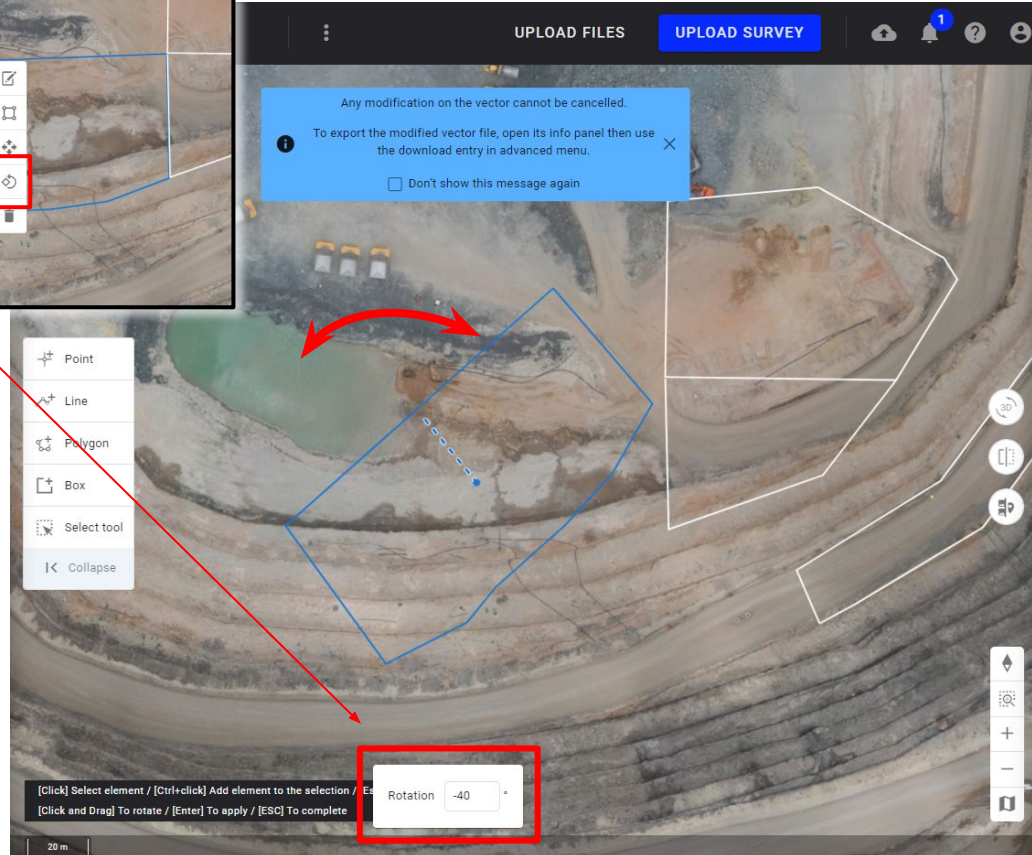 UPLOAD FILES
UPLOAD SURVEY
1
Any modification on the vector cannot be cancelled.
To export the modified vector file, open its info panel then use
the download entry in advanced menu.
Don't show this message again
Point
Line
Polygon
Box
Select tool
Collapse
3D
[Click] Select element / [Ctrl+click] Add element to the selection /
[Click and Drag] To rotate / [Enter] To apply / [ESC] To complete
Rotation -40 °
20 m